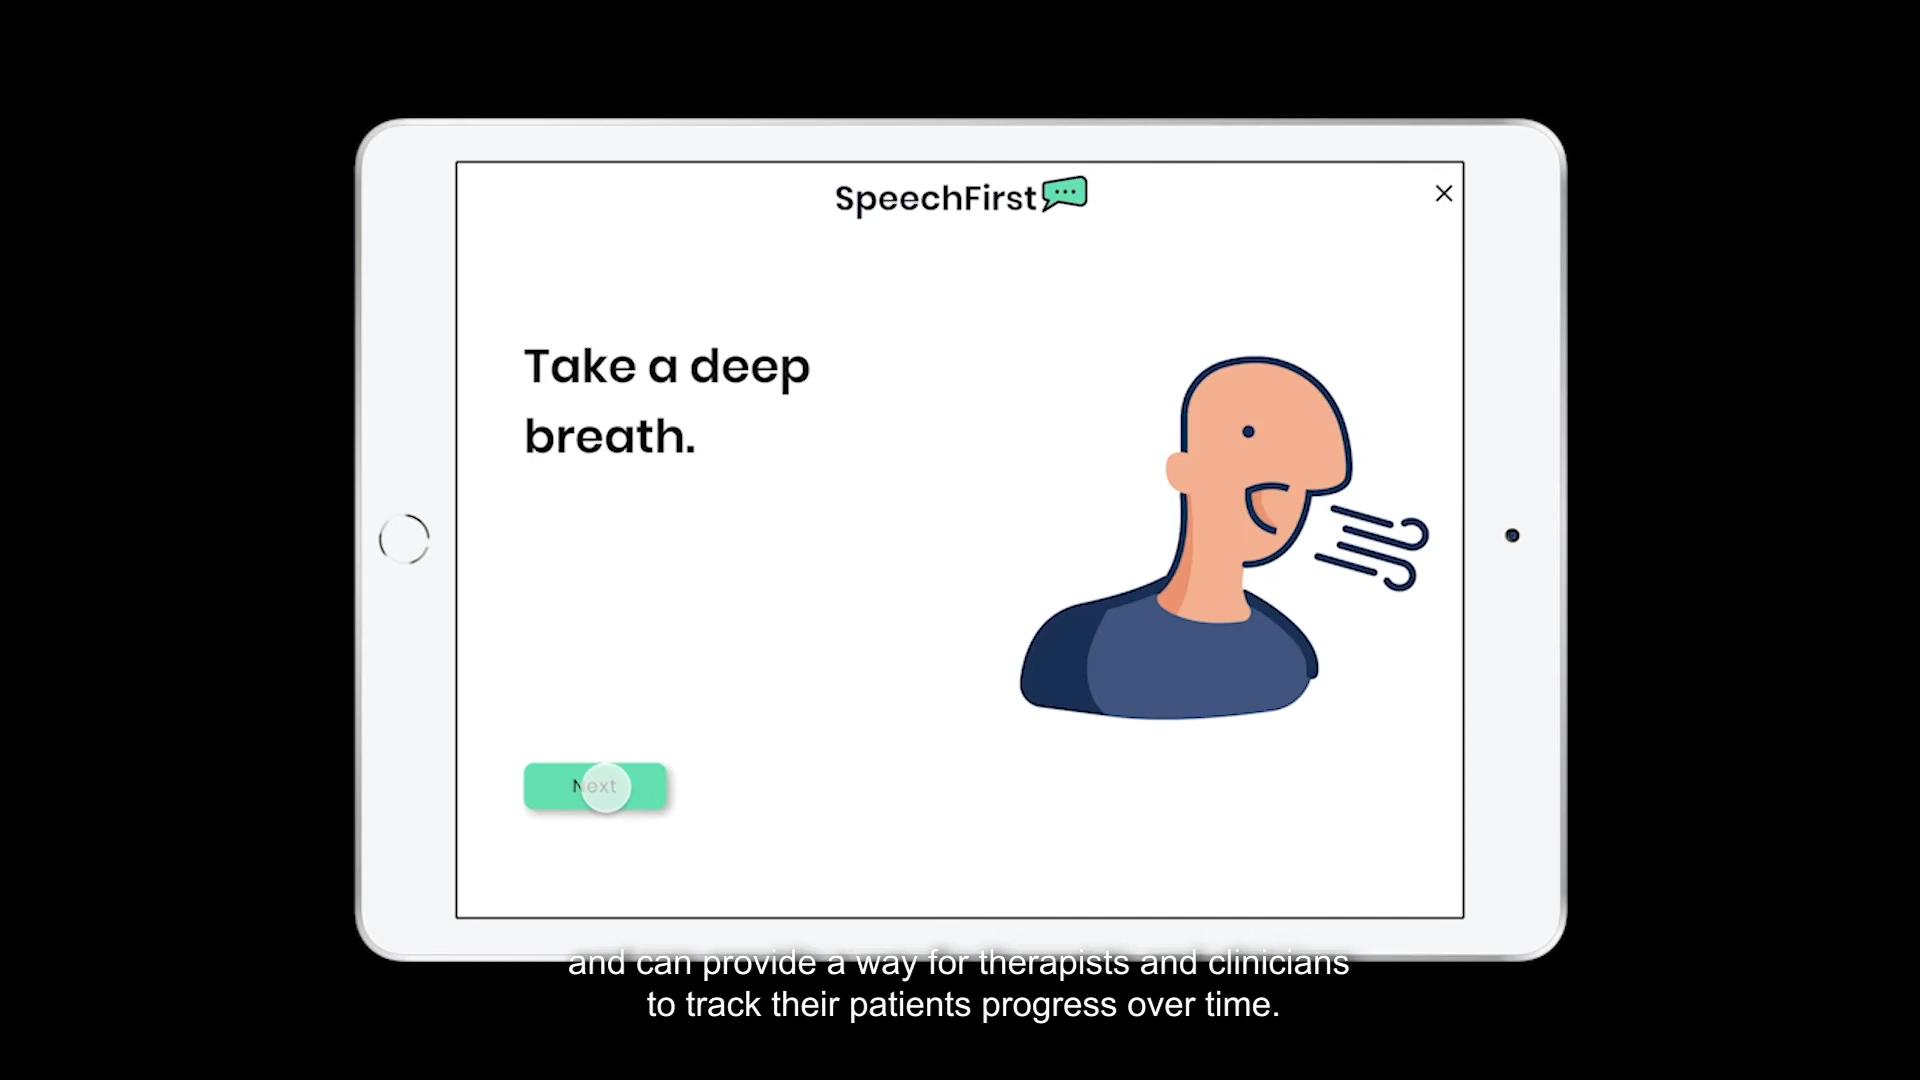 SpeechFirst
Take a deep
breath.
Next
and can provide a way for therapists and clinicians
to track their patients progress over time.